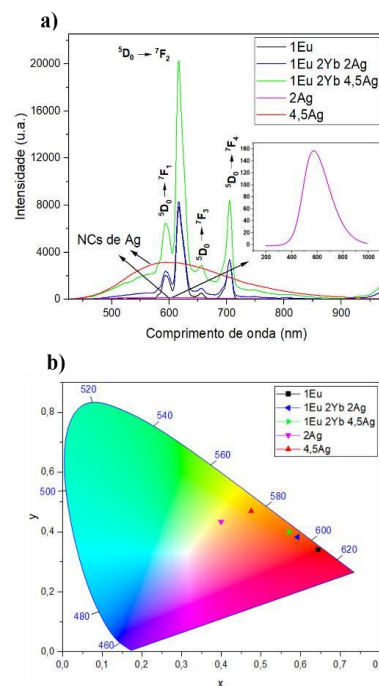 a)
⁵D₀ → ⁷F₂
1Eu
1Eu 2Yb 2Ag
1Eu 2Yb 4,5Ag
2Ag
4,5Ag
Intensidade (u.a.)
20000
16000
12000
8000
4000
0
⁵D₀ → ⁷F₁
⁵D₀ → ⁷F₃
⁵D₀ → ⁷F₄
NCs de Ag
160
120
80
40
0
200 400 600 800 1000
500 600 700 800 900
Comprimento de onda (nm)
b)
0,8
0,6
0,4
0,2
0,0
y
520
540
560
580
600
620
500
480
460
1Eu
1Eu 2Yb 2Ag
1Eu 2Yb 4,5Ag
2Ag
4,5Ag
0,0 0,1 0,2 0,3 0,4 0,5 0,6 0,7 0,8
x